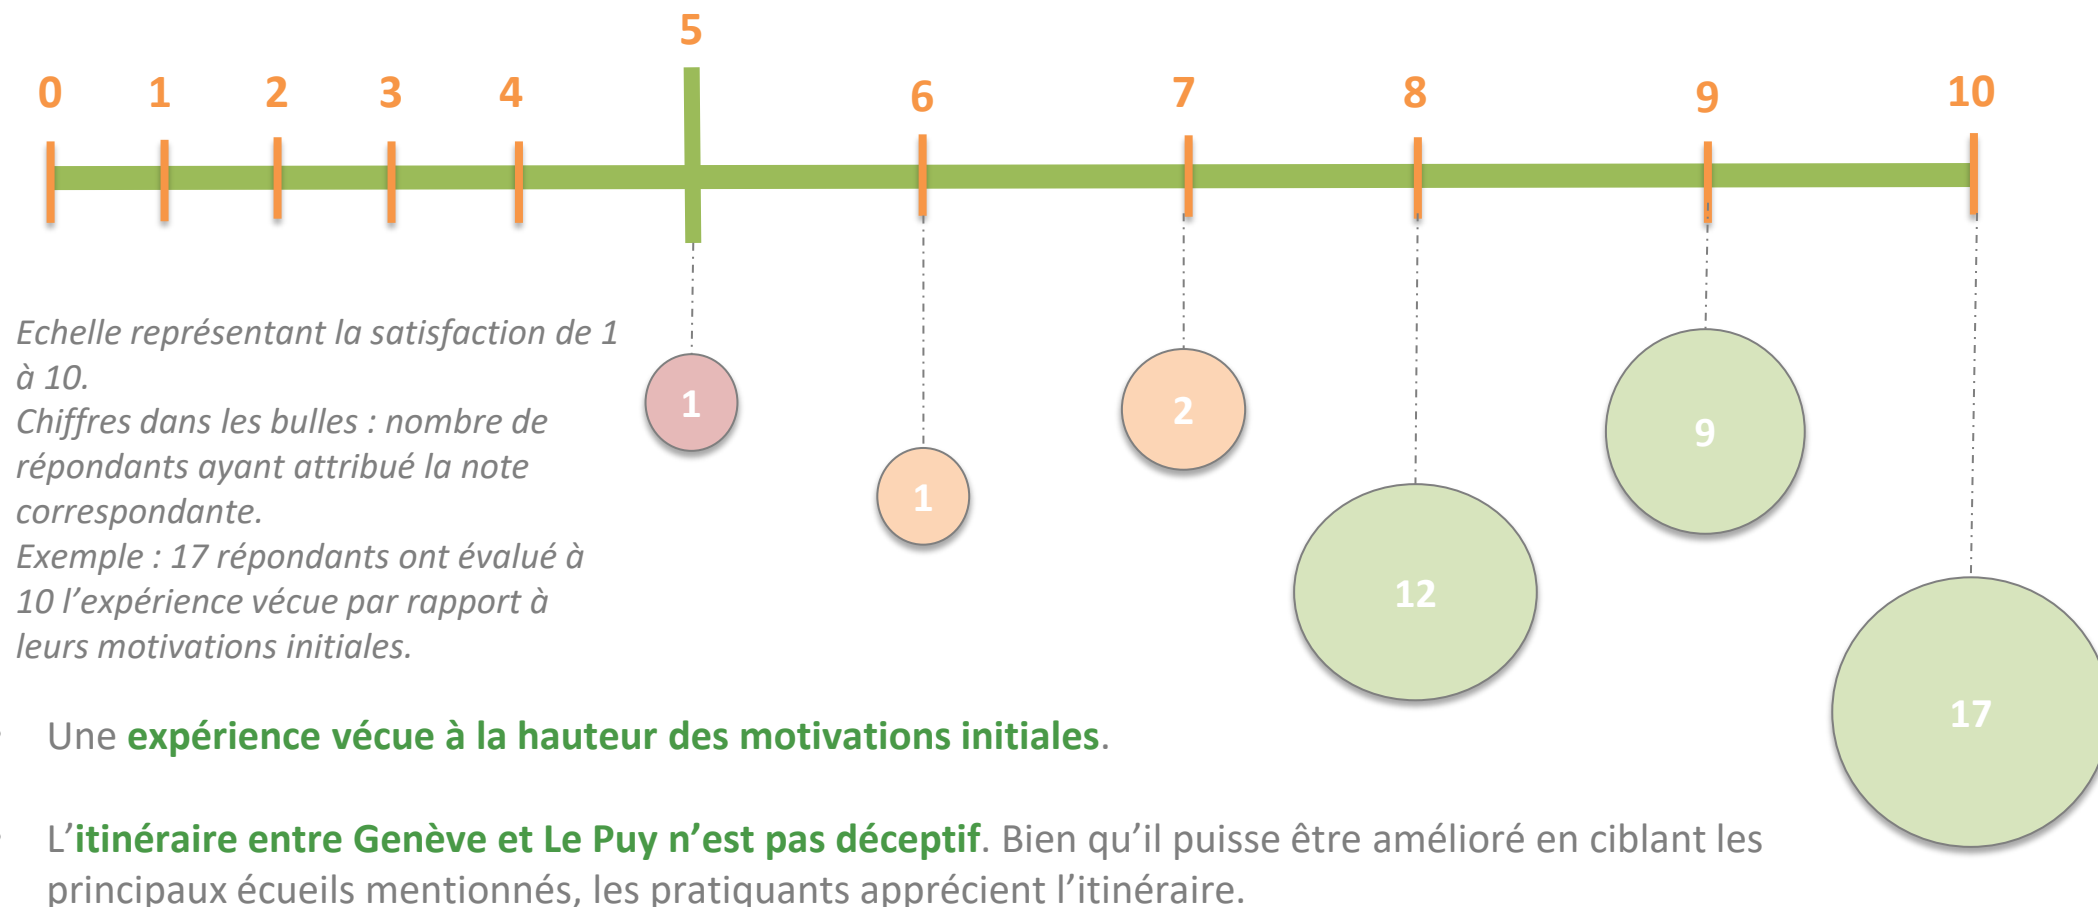 5
0 1 2 3 4 6 7 8 9 10
Echelle représentant la satisfaction de 1
à 10.
Chiffres dans les bulles : nombre de
répondants ayant attribué la note
correspondante.
Exemple : 17 répondants ont évalué à
10 l’expérience vécue par rapport à
leurs motivations initiales.
1
1
2
12
9
17
Une expérience vécue à la hauteur des motivations initiales.
L’itinéraire entre Genève et Le Puy n’est pas déceptif. Bien qu’il puisse être amélioré en ciblant les
principaux écueils mentionnés, les pratiquants apprécient l’itinéraire.